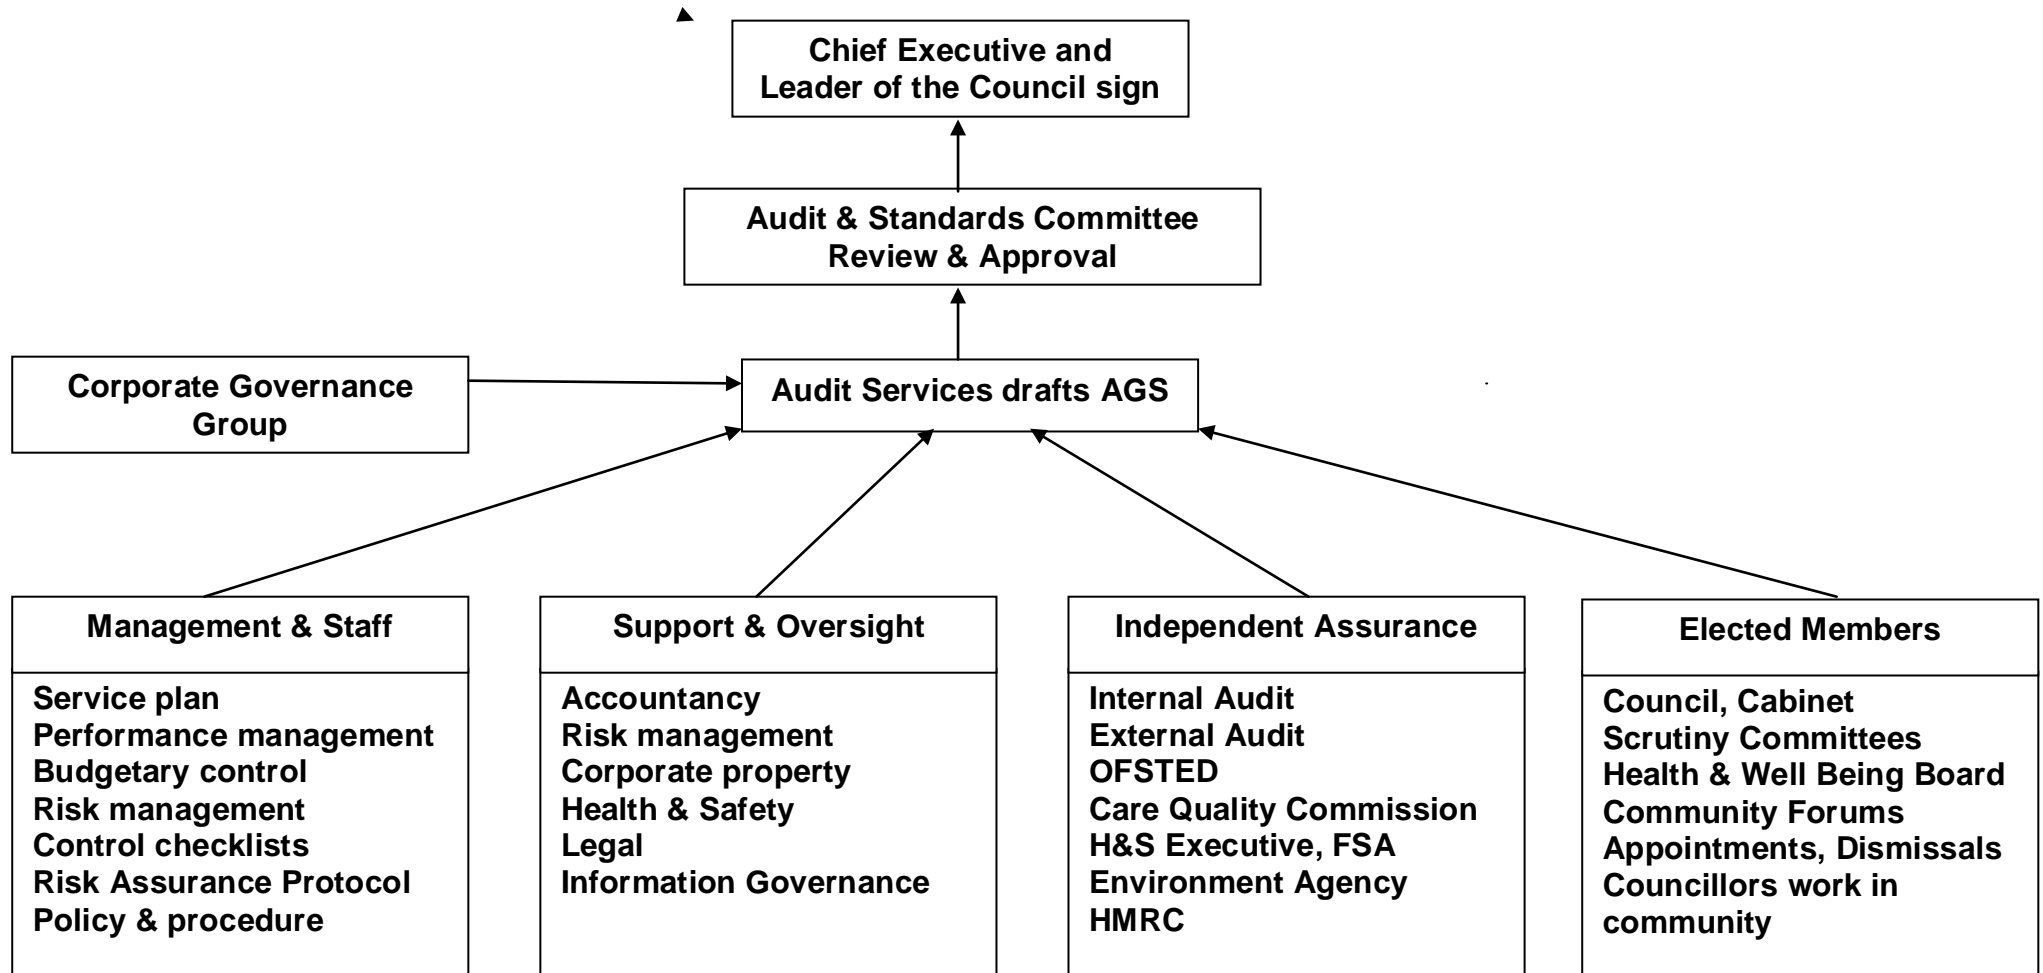 Chief Executive and
Leader of the Council sign
Audit & Standards Committee
Review & Approval
Corporate Governance
Group
Audit Services drafts AGS
Management & Staff
Service plan
Performance management
Budgetary control
Risk management
Control checklists
Risk Assurance Protocol
Policy & procedure
Support & Oversight
Accountancy
Risk management
Corporate property
Health & Safety
Legal
Information Governance
Independent Assurance
Internal Audit
External Audit
OFSTED
Care Quality Commission
H&S Executive, FSA
Environment Agency
HMRC
Elected Members
Council, Cabinet
Scrutiny Committees
Health & Well Being Board
Community Forums
Appointments, Dismissals
Councillors work in
community